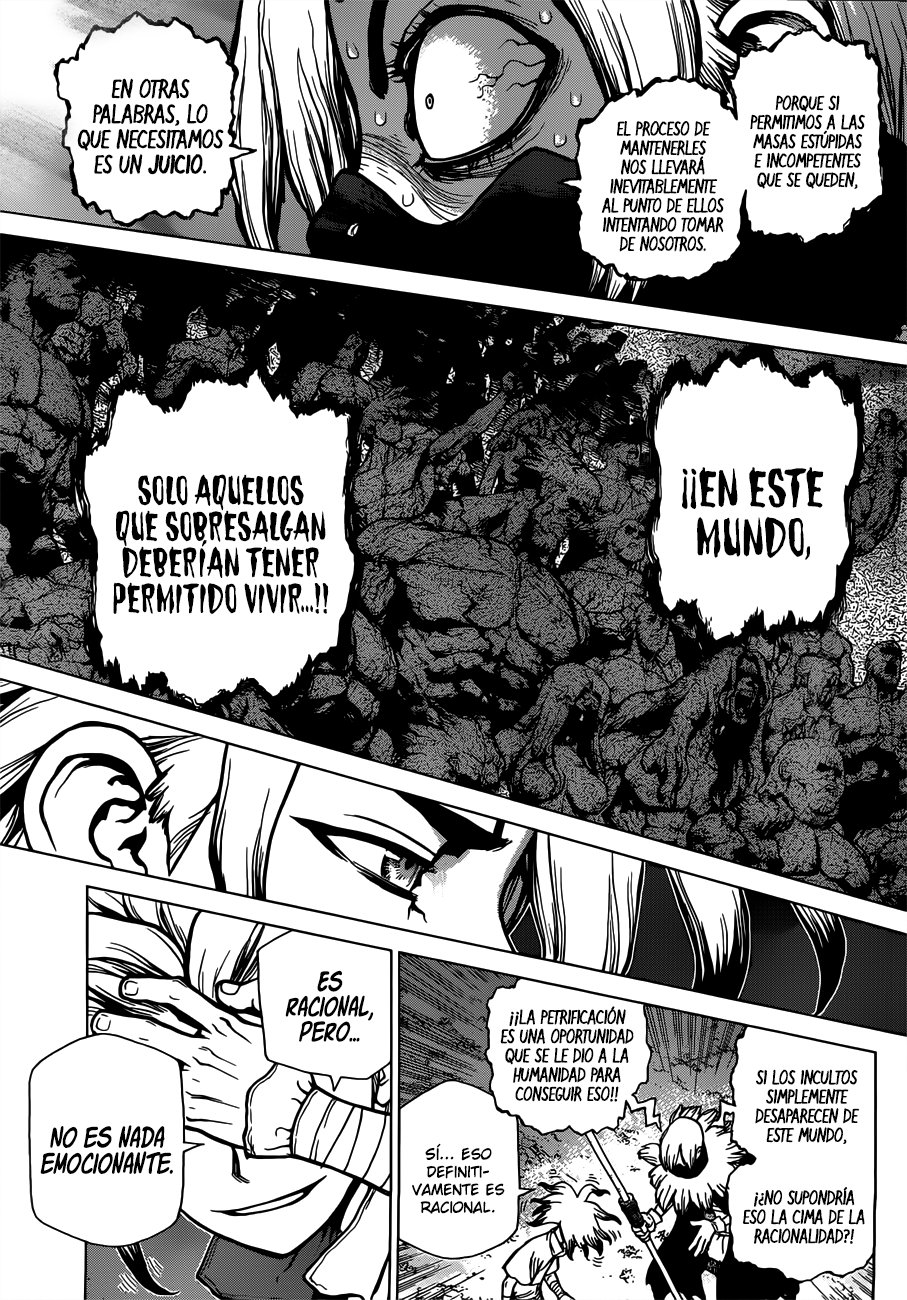 PORQUE SI
PERMITIMOS A LAS
MASAS ESTÚPIDAS
E INCOMPETENTES
QUE SE QUEDEN,
EL PROCESO DE
MANTENERLES
NOS LLEVARÁ
INEVITABLEMENTE
AL PUNTO DE ELLOS
INTENTANDO TOMAR
DE NOSOTROS.
EN OTRAS
PALABRAS, LO
QUE NECESITAMOS
ES UN JUICIO.
¡¡EN ESTE
MUNDO,
SOLO AQUELLOS
QUE SOBRESALGAN
DEBERÍAN TENER
PERMITIDO VIVIR...!!
SI LOS INCULTOS
SIMPLEMENTE
DESAPARECEN DE
ESTE MUNDO,
¡¿NO SUPONDRÍA
ESO LA CIMA DE LA
RACIONALIDAD?!
¡¡LA PETRIFICACIÓN
ES UNA OPORTUNIDAD
QUE SE LE DIO A LA
HUMANIDAD PARA
CONSEGUIR ESO!!
SÍ... ESO
DEFINITI-
VAMENTE ES
RACIONAL.
ES
RACIONAL,
PERO...
NO ES NADA
EMOCIONANTE.